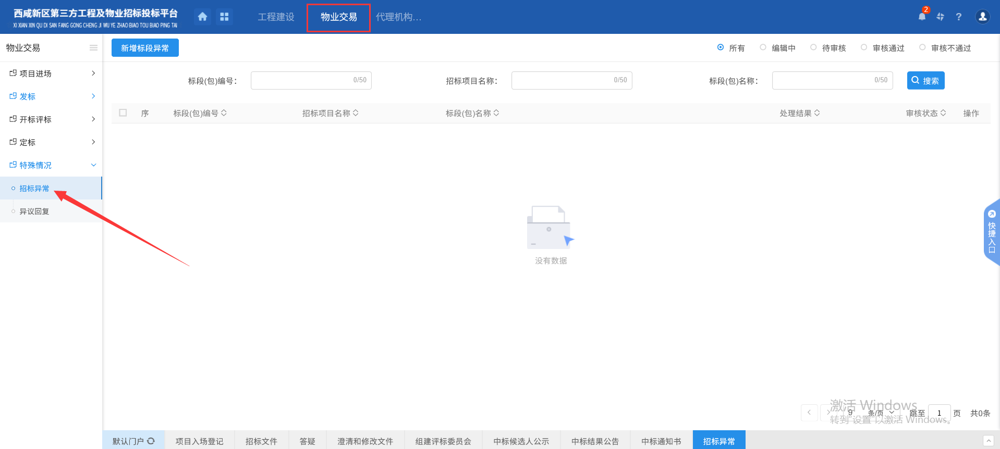 西咸新区第三方工程及物业招标投标平台
XI XIAN XIN QU DI SAN FANG GONG CHENG JI WU YE ZHAO BIAO TOU BIAO PING TAI
工程建设
物业交易
代理机构...
2
?
物业交易
新增标段异常
所有
编辑中
待审核
审核通过
审核不通过
项目进场
发标
开标评标
定标
特殊情况
招标异常
异议回复
标段(包)编号：
0/50
招标项目名称：
0/50
标段(包)名称：
0/50
搜索
序
标段(包)编号
招标项目名称
标段(包)名称
处理结果
审核状态
操作
没有数据
快捷入口
9
条/页
跳至
1
页
共0条
激活 Windows
转到“设置”以激活 Windows。
默认门户
项目入场登记
招标文件
答疑
澄清和修改文件
组建评标委员会
中标候选人公示
中标结果公告
中标通知书
招标异常